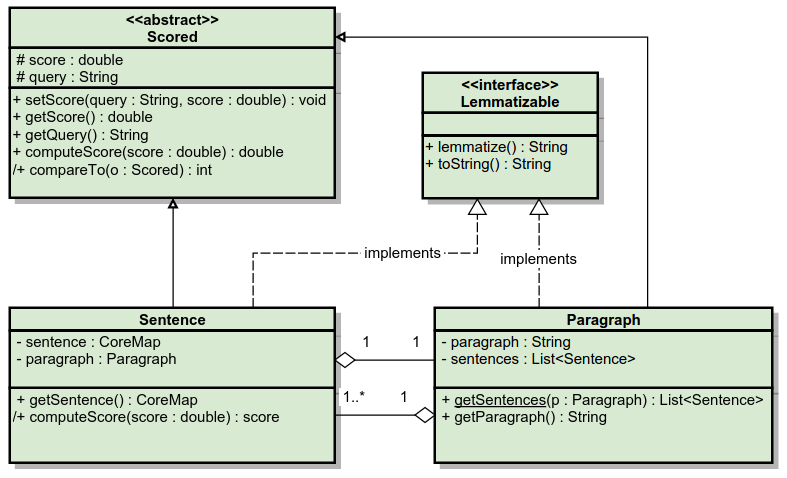 <<abstract>>
Scored
# score : double
# query : String
+ setScore(query : String, score : double) : void
+ getScore() : double
+ getQuery() : String
+ computeScore(score : double) : double
/+ compareTo(o : Scored) : int
<<interface>>
Lemmatizable
+ lemmatize() : String
+ toString() : String
implements
implements
Sentence
- sentence : CoreMap
- paragraph : Paragraph
+ getSentence() : CoreMap
/+ computeScore(score : double) : score
1 1
1..* 1
Paragraph
- paragraph : String
- sentences : List<Sentence>
+ getSentences(p : Paragraph) : List<Sentence>
+ getParagraph() : String